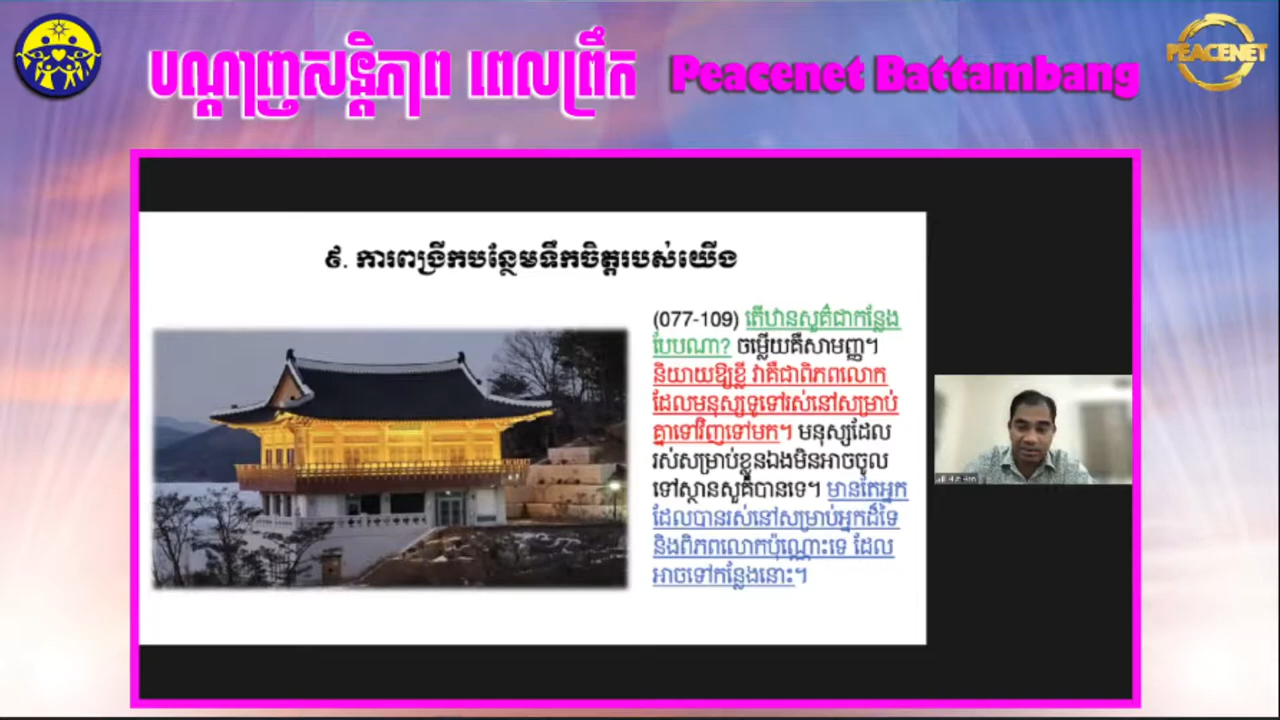 បណ្ដាញសន្តិភាព ពេលព្រឹក Peacenet Battambang
PEACENET
៩. ការពង្រីកបន្ថែមទឹកចិត្តរបស់យើង
(077-109) តើឋានសួគ៌ជាកន្លែង
បែបណា? ចម្លើយគឺសាមញ្ញ។
និយាយឱ្យខ្លី វាគឺជាពិភពលោក
ដែលមនុស្សទូទៅរស់នៅសម្រាប់
គ្នាទៅវិញទៅមក។ មនុស្សដែល
រស់សម្រាប់ខ្លួនឯងមិនអាចចូល
ទៅស្ថានសួគ៌បានទេ។ មានតែអ្នក
ដែលបានរស់នៅសម្រាប់អ្នកដ៏ទៃ
និងពិភពលោកប៉ុណ្ណោះទេ ដែល
អាចទៅកន្លែងនោះ។